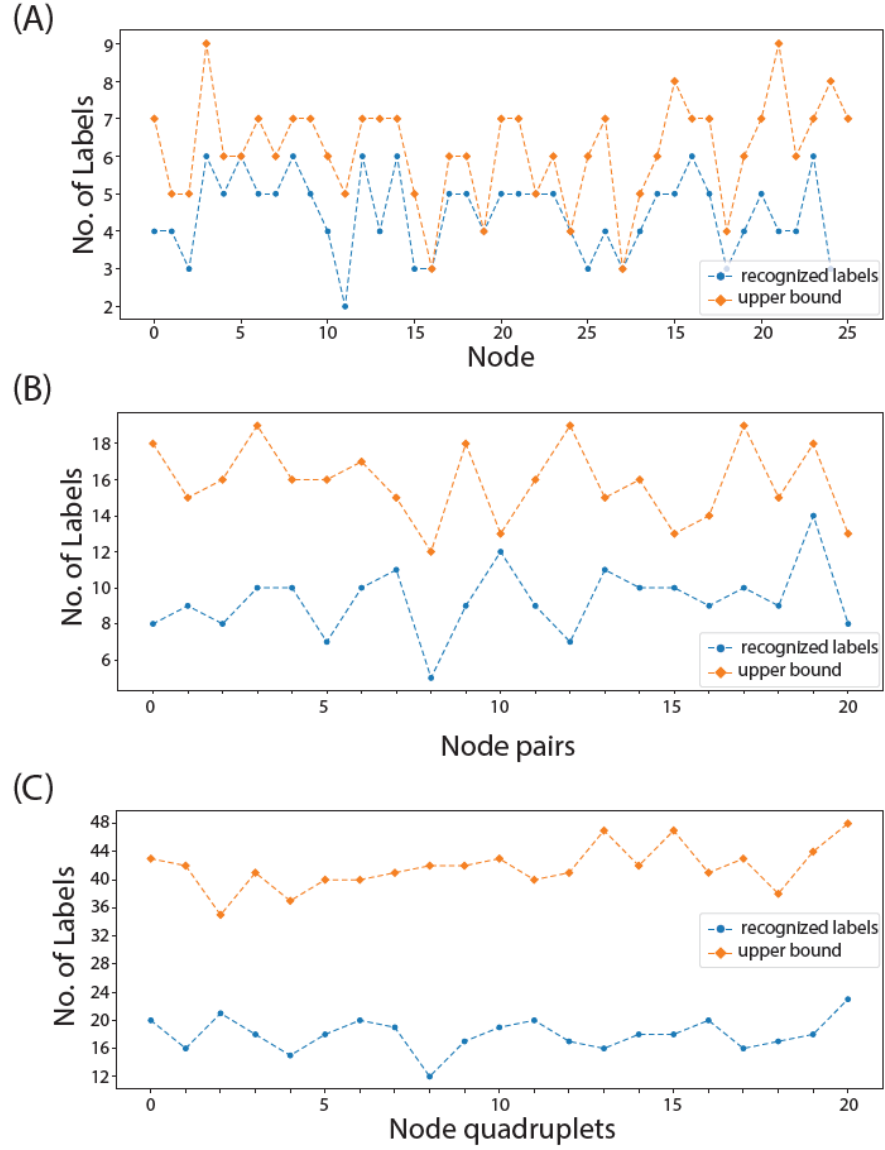 (A)
No. of Labels
9
8
7
6
5
4
3
2
0 5 10 15 20 25 15 20 25
Node
recognized labels
upper bound
(B)
No. of Labels
18
16
14
12
10
8
6
0 5 10 15 20
Node pairs
recognized labels
upper bound
(C)
No. of Labels
48
44
40
36
32
28
24
20
16
12
0 5 10 15 20
Node quadruplets
recognized labels
upper bound